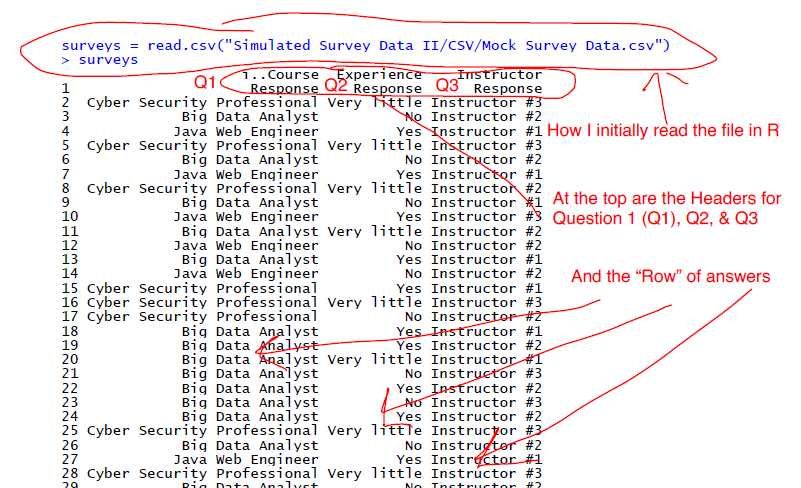 surveys = read.csv("Simulated Survey Data II/CSV/Mock Survey Data.csv")
> surveys
ï..Course Experience Instructor
Q1 Q2 Q3
1 Response Response Response
2 Cyber Security Professional Very little Instructor #3
3 Big Data Analyst No Instructor #2
4 Java Web Engineer Yes Instructor #1
5 Cyber Security Professional Very little Instructor #3
How I initially read the file in R
6 Big Data Analyst No Instructor #2
7 Java Web Engineer Yes Instructor #1
8 Cyber Security Professional Very little Instructor #2
9 Big Data Analyst No Instructor #1
At the top are the Headers for
10 Java Web Engineer Yes Instructor #3
Question 1 (Q1), Q2, & Q3
11 Big Data Analyst Very little Instructor #2
12 Java Web Engineer No Instructor #2
13 Big Data Analyst Yes Instructor #1
14 Java Web Engineer No Instructor #2
And the “Row” of answers
15 Cyber Security Professional Yes Instructor #1
16 Cyber Security Professional Very little Instructor #3
17 Cyber Security Professional No Instructor #2
18 Big Data Analyst Yes Instructor #1
19 Big Data Analyst Yes Instructor #2
20 Big Data Analyst Very little Instructor #1
21 Big Data Analyst No Instructor #3
22 Big Data Analyst Yes Instructor #2
23 Big Data Analyst No Instructor #3
24 Big Data Analyst Yes Instructor #2
25 Cyber Security Professional Very little Instructor #3
26 Big Data Analyst No Instructor #2
27 Java Web Engineer Yes Instructor #1
28 Cyber Security Professional Very little Instructor #3
29 Big Data Analyst No Instructor #2